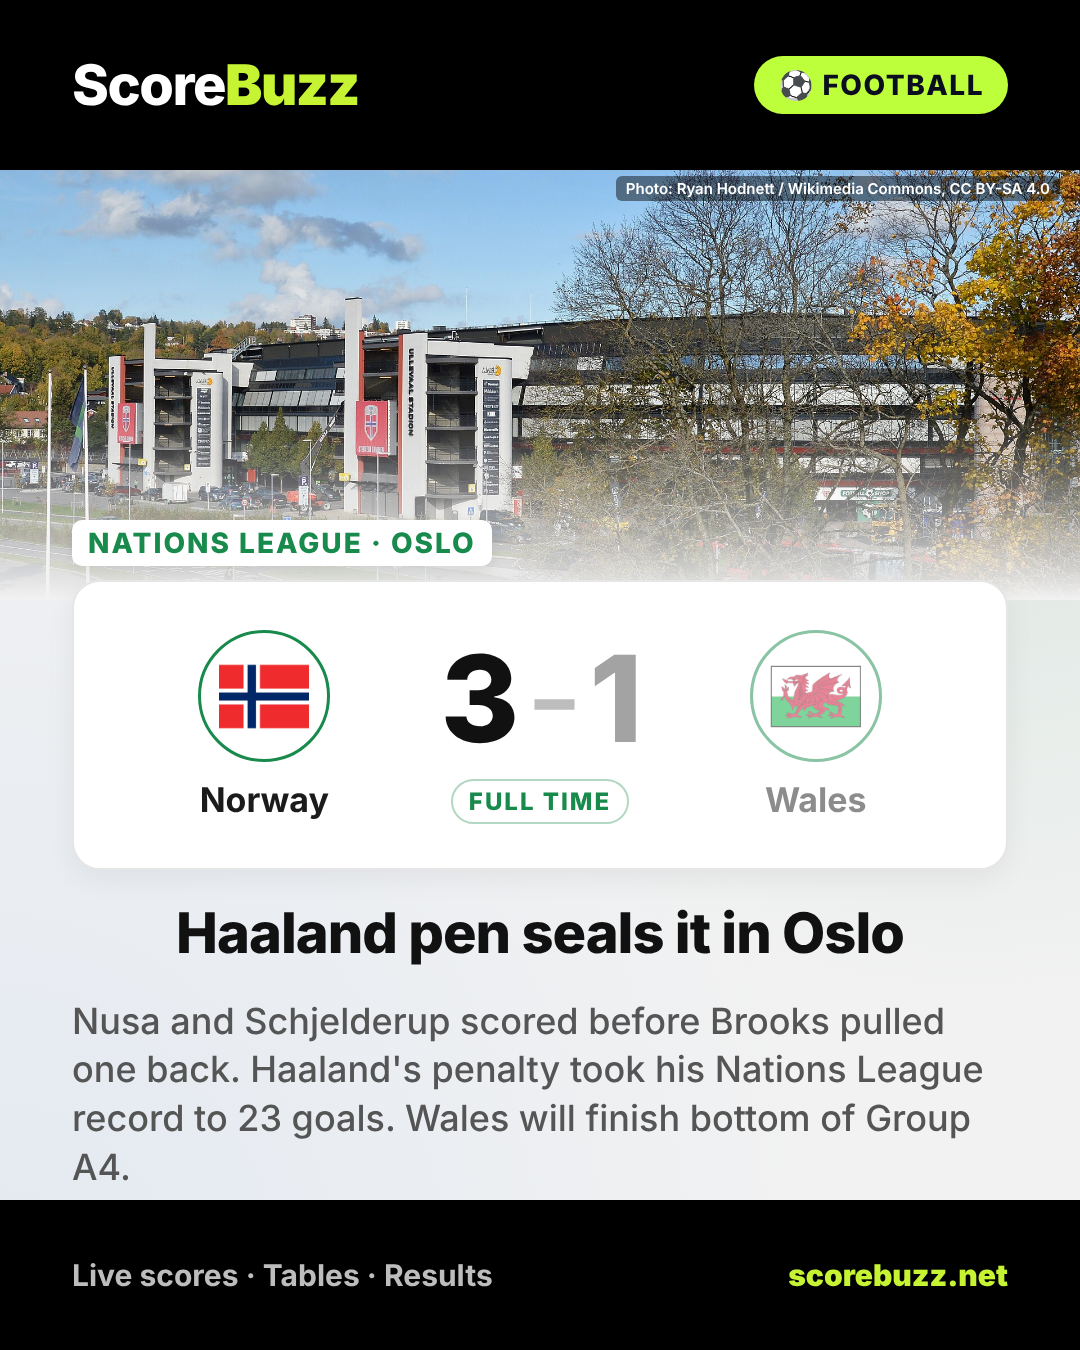 ScoreBuzz
⚽ FOOTBALL
Photo: Ryan Hodnett / Wikimedia Commons, CC BY-SA 4.0
ULLEVAAL STADION
NATIONS LEAGUE · OSLO
3 - 1
Norway
FULL TIME
Wales
Haaland pen seals it in Oslo
Nusa and Schjelderup scored before Brooks pulled
one back. Haaland's penalty took his Nations League
record to 23 goals. Wales will finish bottom of Group
A4.
Live scores · Tables · Results
scorebuzz.net